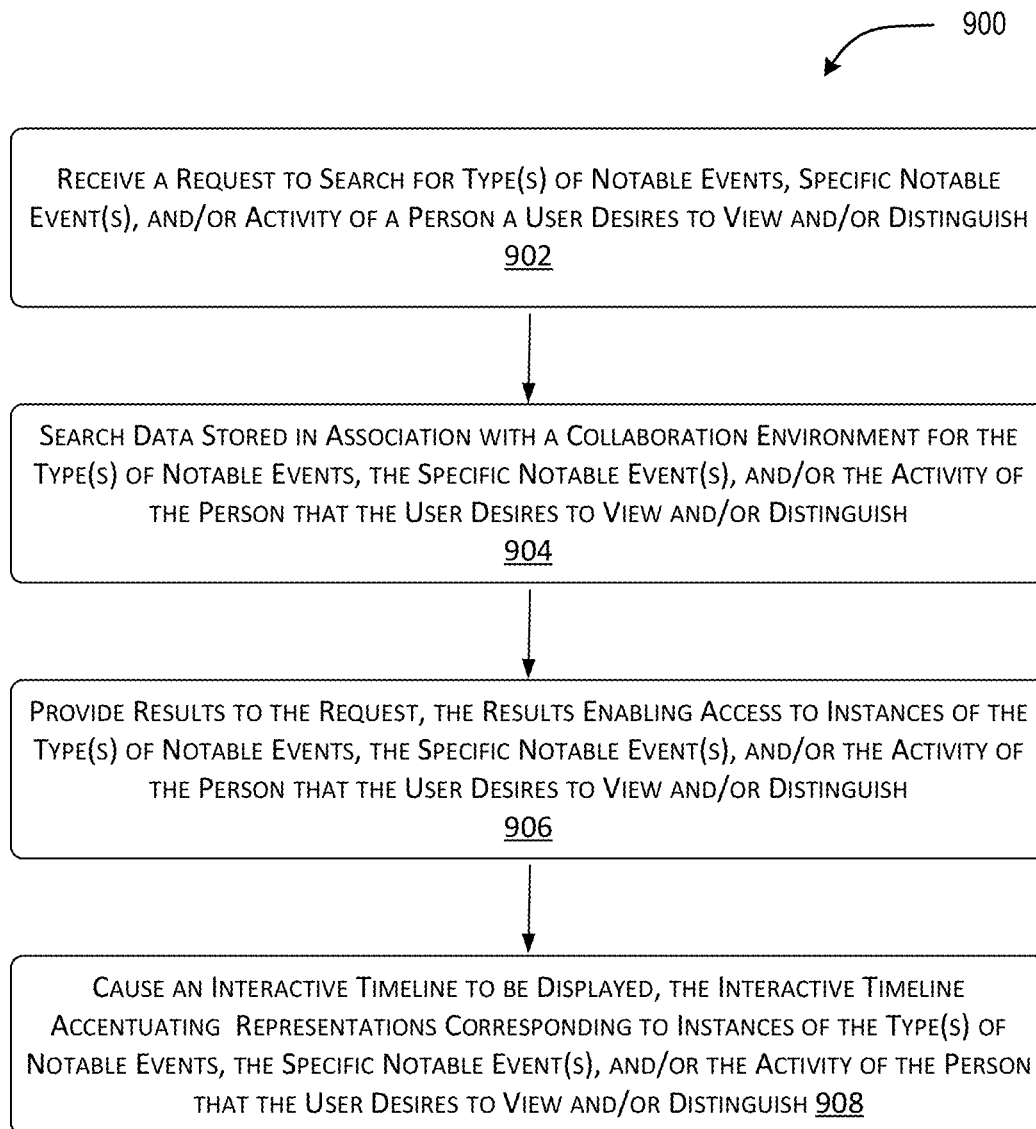 900
RECEIVE A REQUEST TO SEARCH FOR TYPE(S) OF NOTABLE EVENTS, SPECIFIC NOTABLE
EVENT(S), AND/OR ACTIVITY OF A PERSON A USER DESIRES TO VIEW AND/OR DISTINGUISH
902
SEARCH DATA STORED IN ASSOCIATION WITH A COLLABORATION ENVIRONMENT FOR THE
TYPE(S) OF NOTABLE EVENTS, THE SPECIFIC NOTABLE EVENT(S), AND/OR THE ACTIVITY OF
THE PERSON THAT THE USER DESIRES TO VIEW AND/OR DISTINGUISH
904
PROVIDE RESULTS TO THE REQUEST, THE RESULTS ENABLING ACCESS TO INSTANCES OF THE
TYPE(S) OF NOTABLE EVENTS, THE SPECIFIC NOTABLE EVENT(S), AND/OR THE ACTIVITY OF
THE PERSON THAT THE USER DESIRES TO VIEW AND/OR DISTINGUISH
906
CAUSE AN INTERACTIVE TIMELINE TO BE DISPLAYED, THE INTERACTIVE TIMELINE
ACCENTUATING REPRESENTATIONS CORRESPONDING TO INSTANCES OF THE TYPE(S) OF
NOTABLE EVENTS, THE SPECIFIC NOTABLE EVENT(S), AND/OR THE ACTIVITY OF THE PERSON
THAT THE USER DESIRES TO VIEW AND/OR DISTINGUISH 908